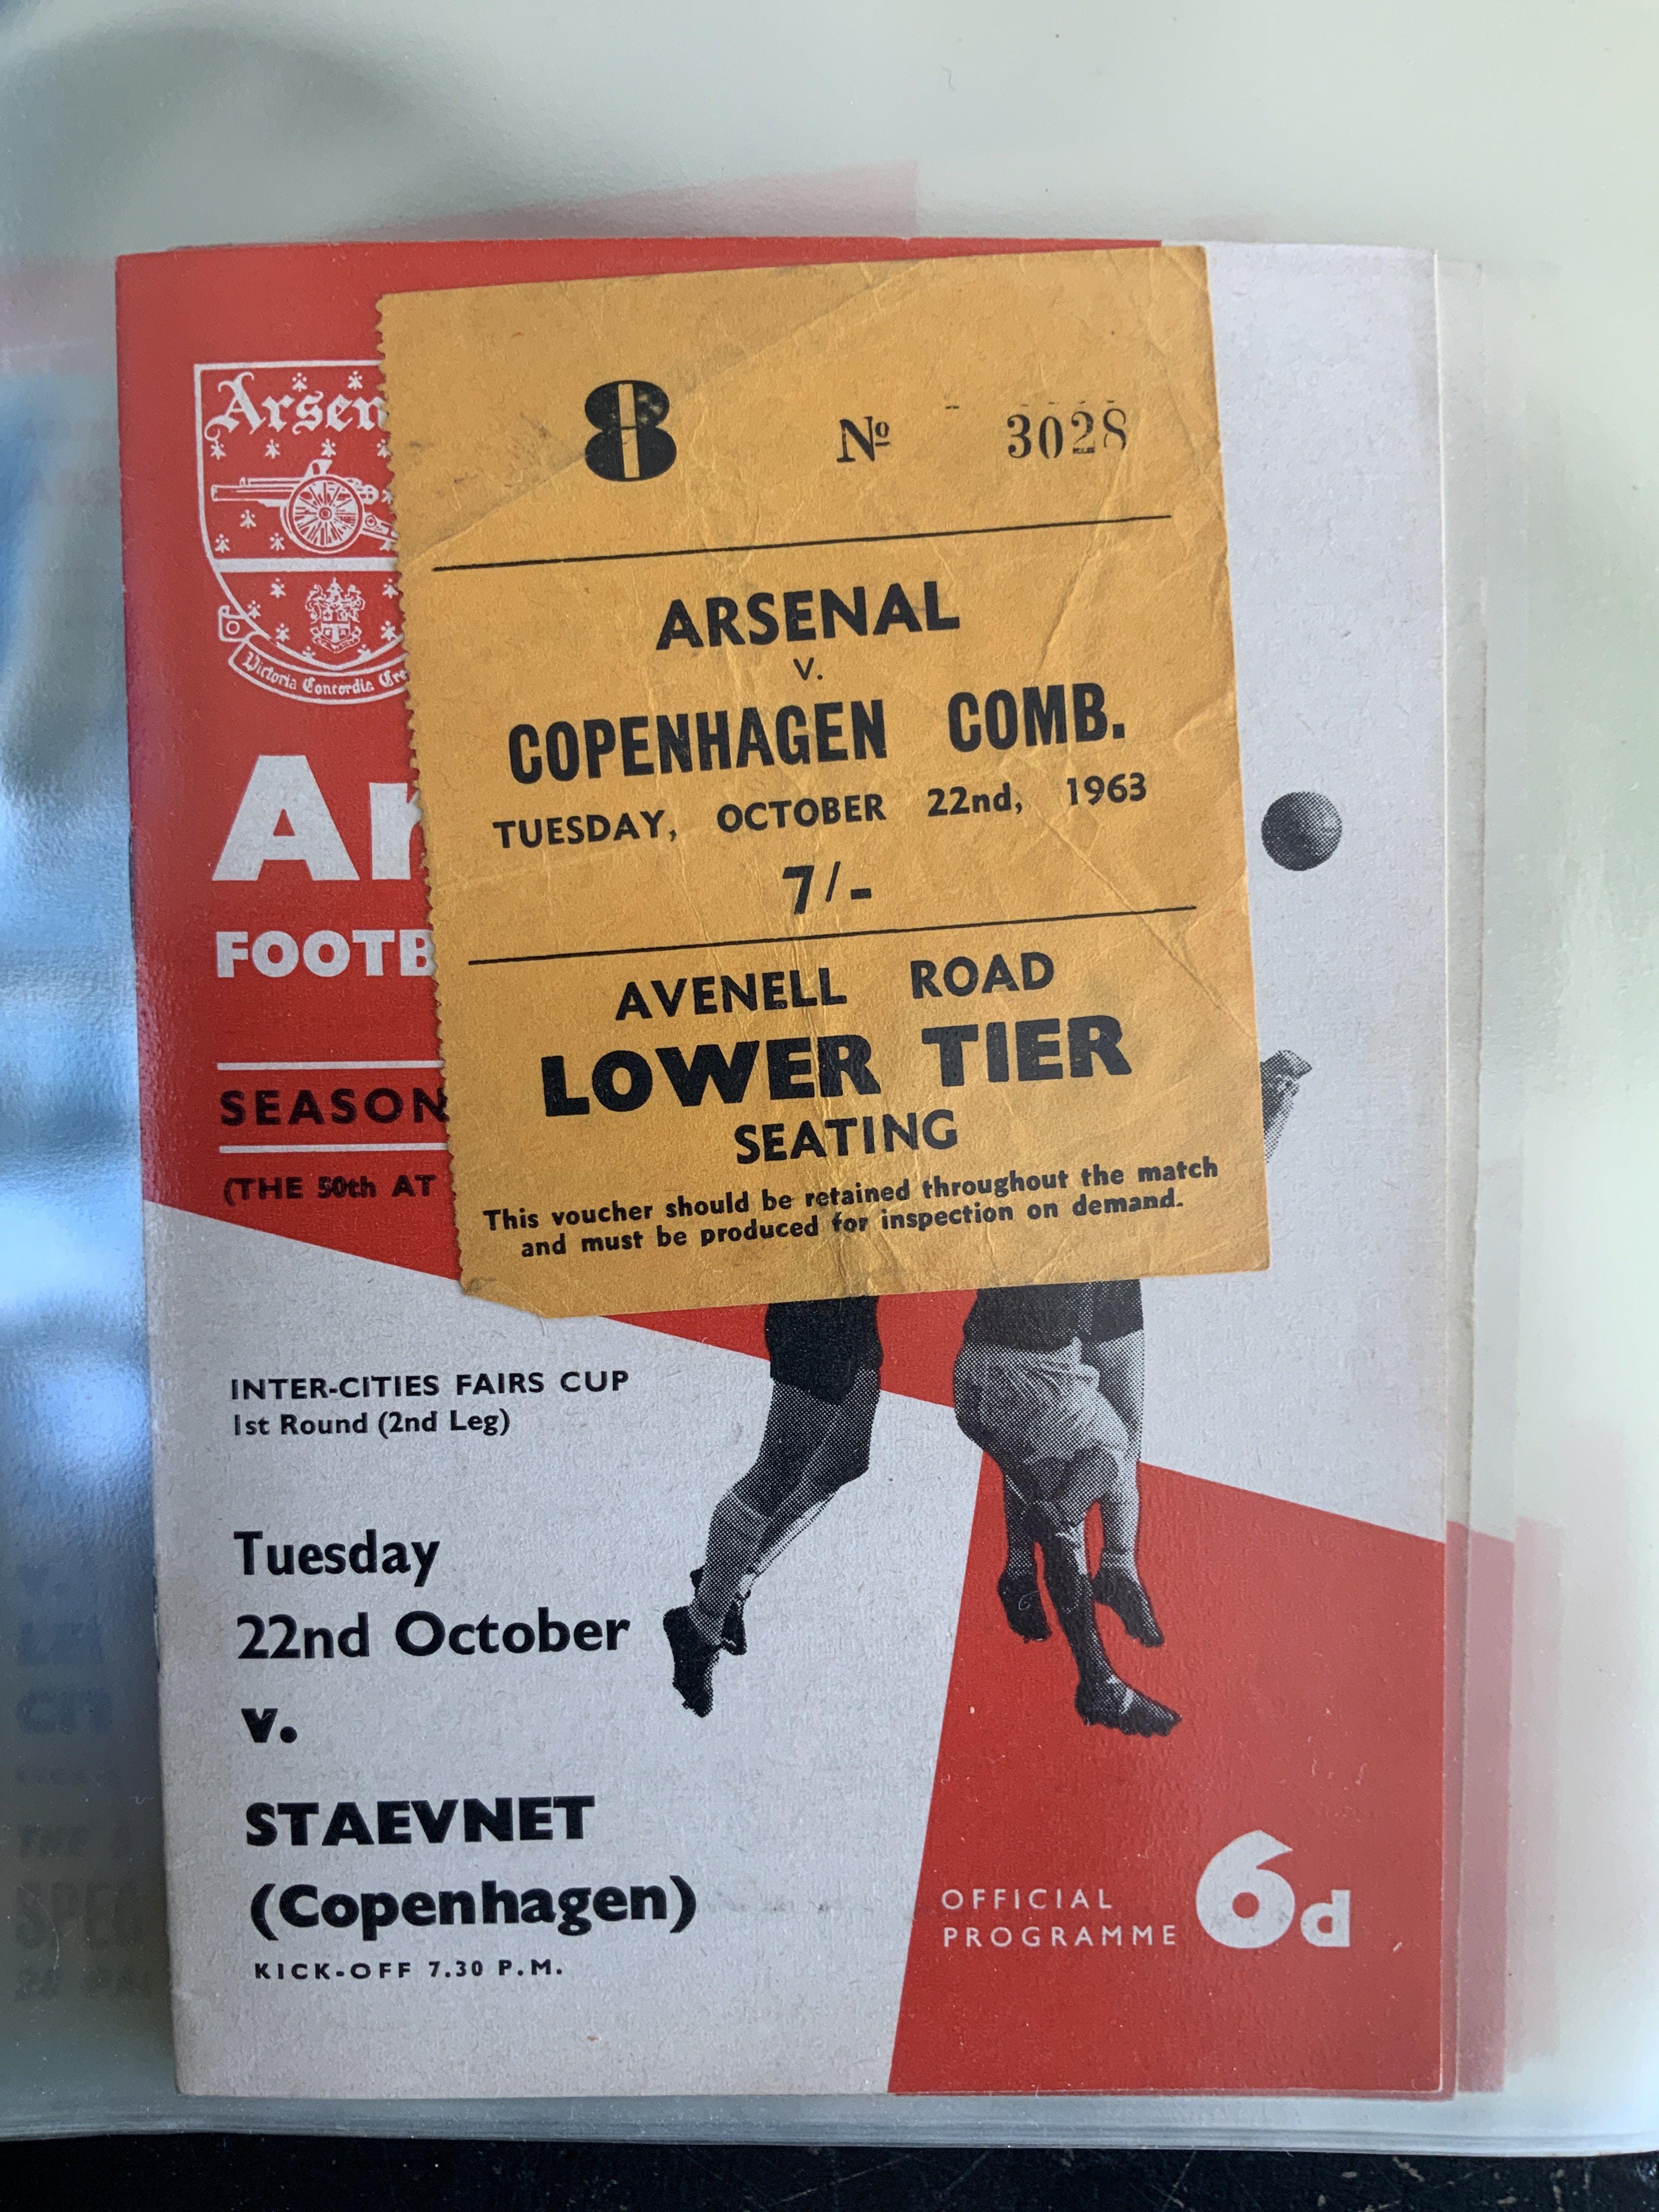 8 No 3028
ARSENAL
v.
COPENHAGEN COMB.
TUESDAY, OCTOBER 22nd, 1963
7/-
AVENELL ROAD
LOWER TIER
SEATING
This voucher should be retained throughout the match
and must be produced for inspection on demand.
Arsen
Victoria Concordia Cre
Ar
FOOTB
SEASON
(THE 50th AT
INTER-CITIES FAIRS CUP
1st Round (2nd Leg)
Tuesday
22nd October
v.
STAEVNET
(Copenhagen)
KICK-OFF 7.30 P.M.
OFFICIAL
PROGRAMME 6d